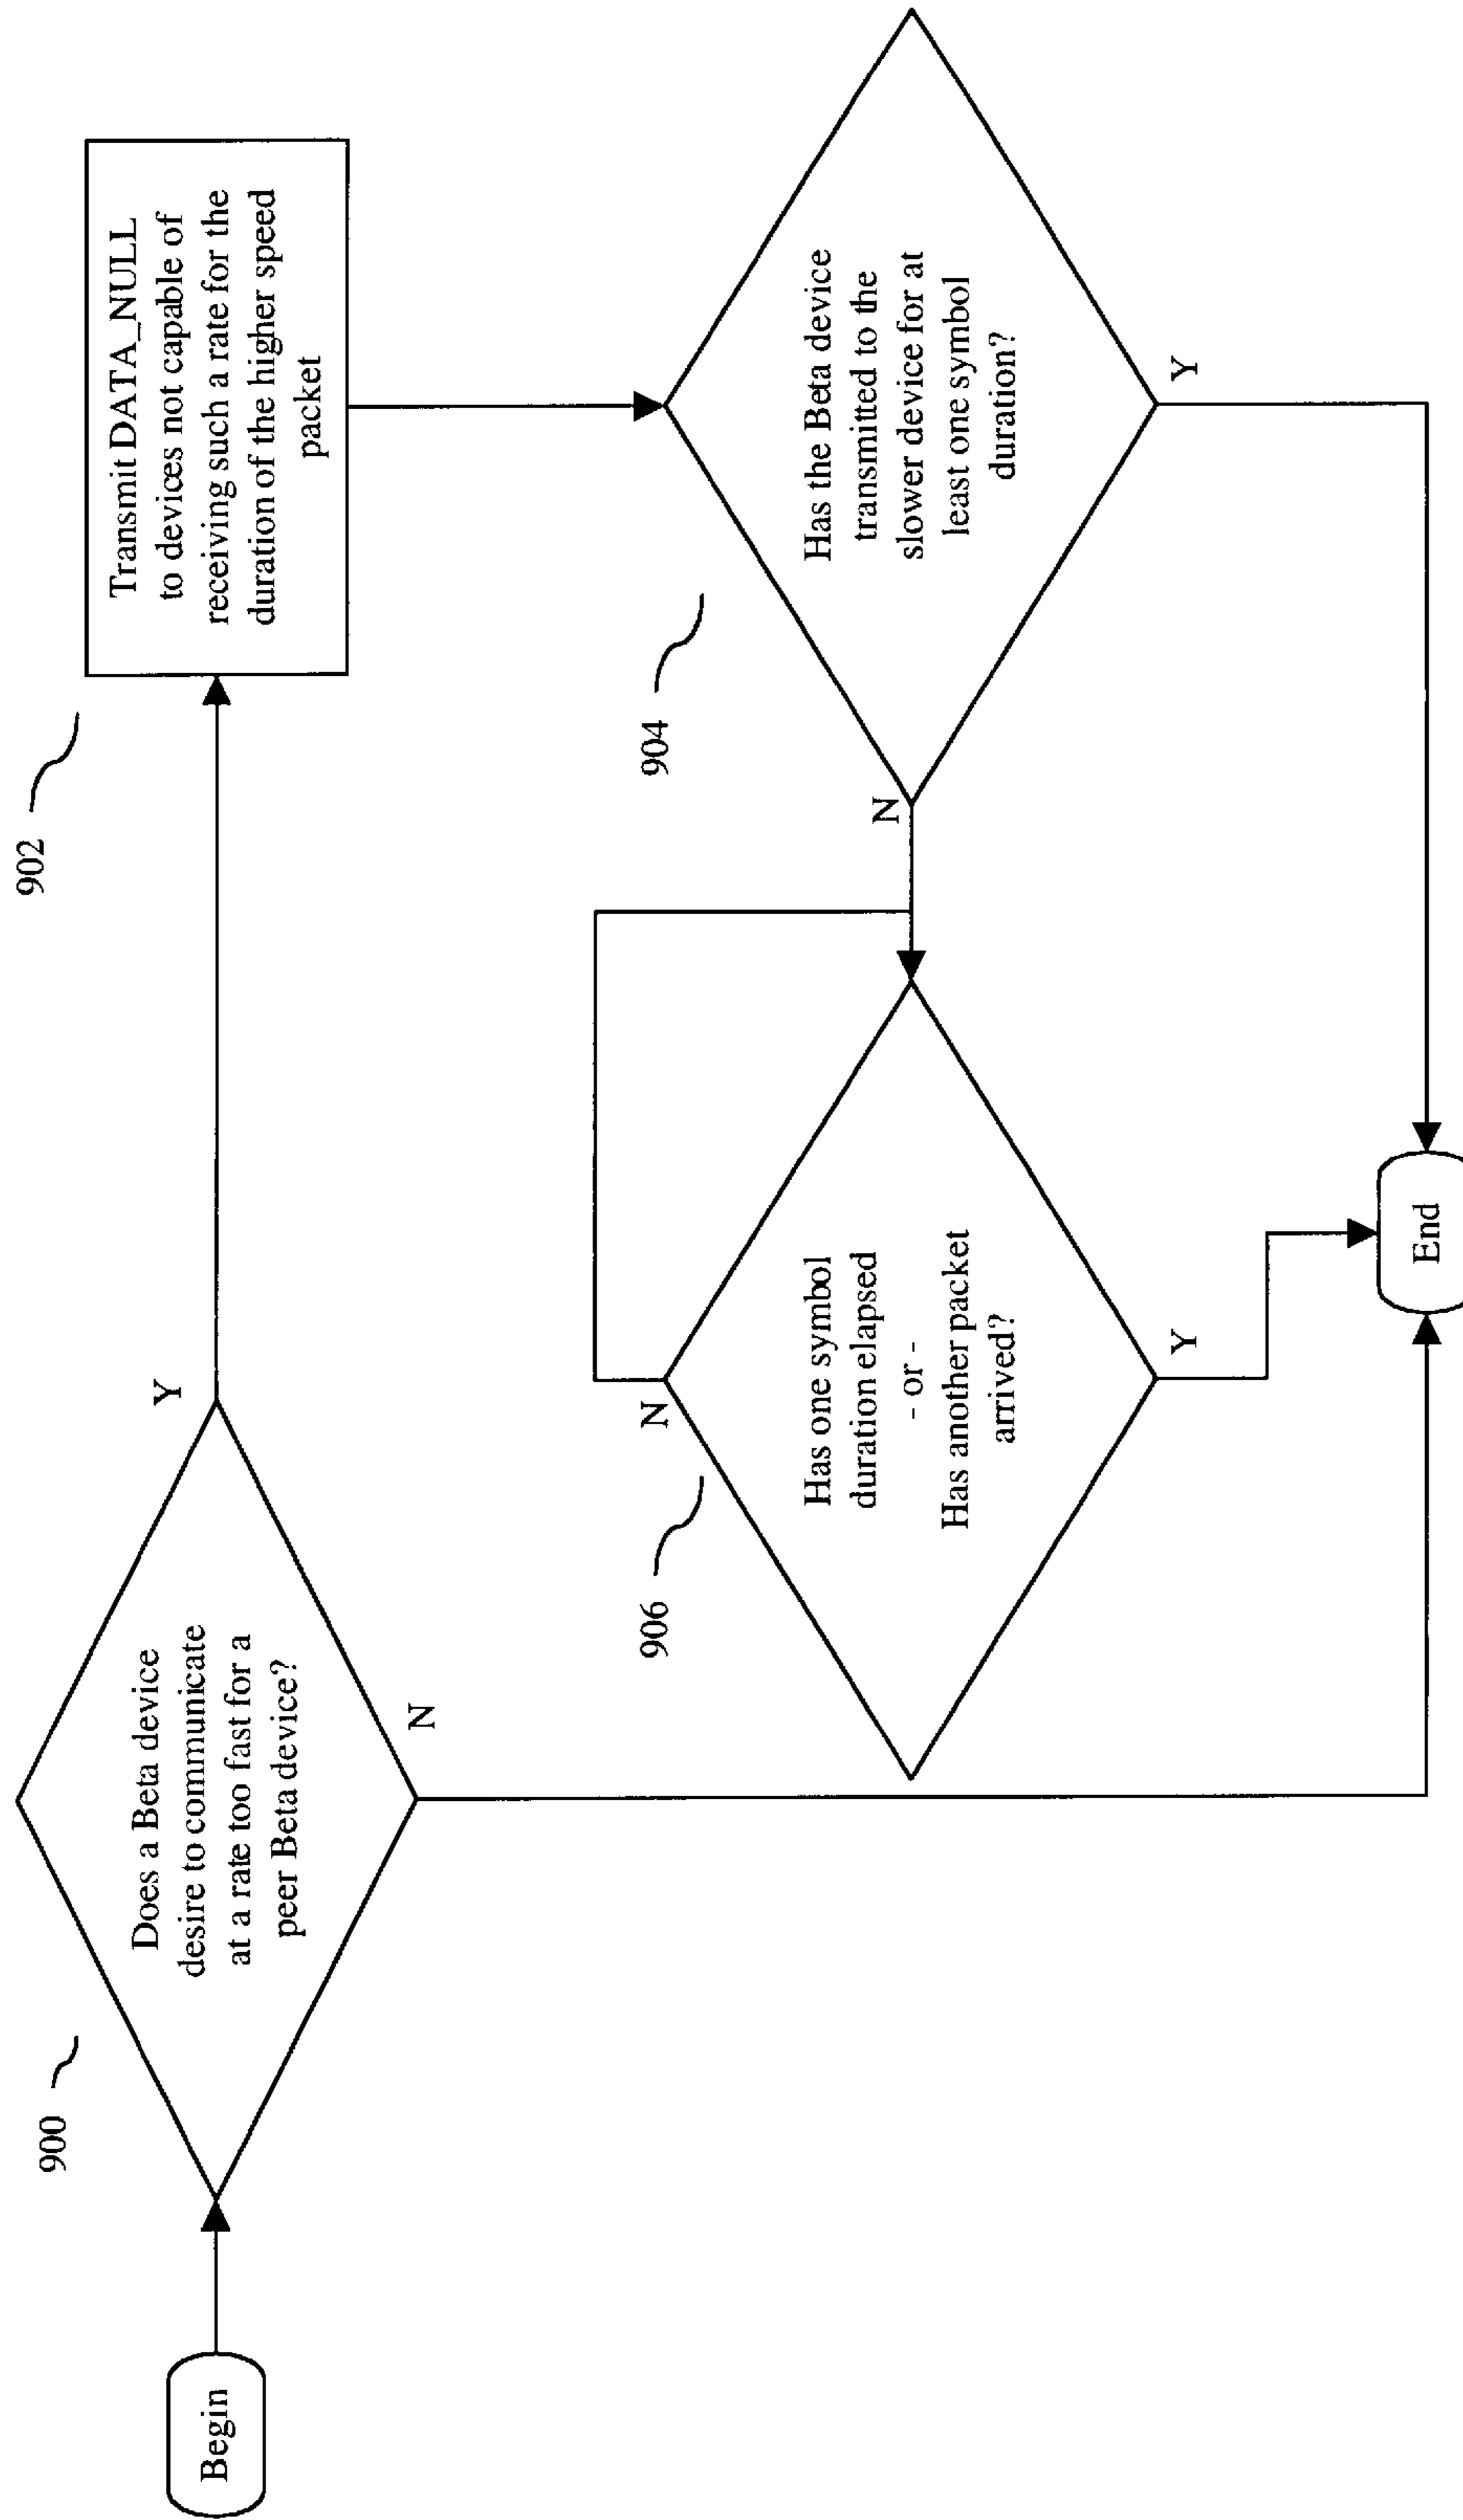 Begin
900
Does a Beta device
desire to communicate
at a rate too fast for a
peer Beta device?
Y
N
902
Transmit DATA_NULL
to devices not capable of
receiving such a rate for the
duration of the higher speed
packet
904
Has the Beta device
transmitted to the
slower device for at
least one symbol
duration?
N
Y
906
Has one symbol
duration elapsed
- or -
Has another packet
arrived?
N
Y
End